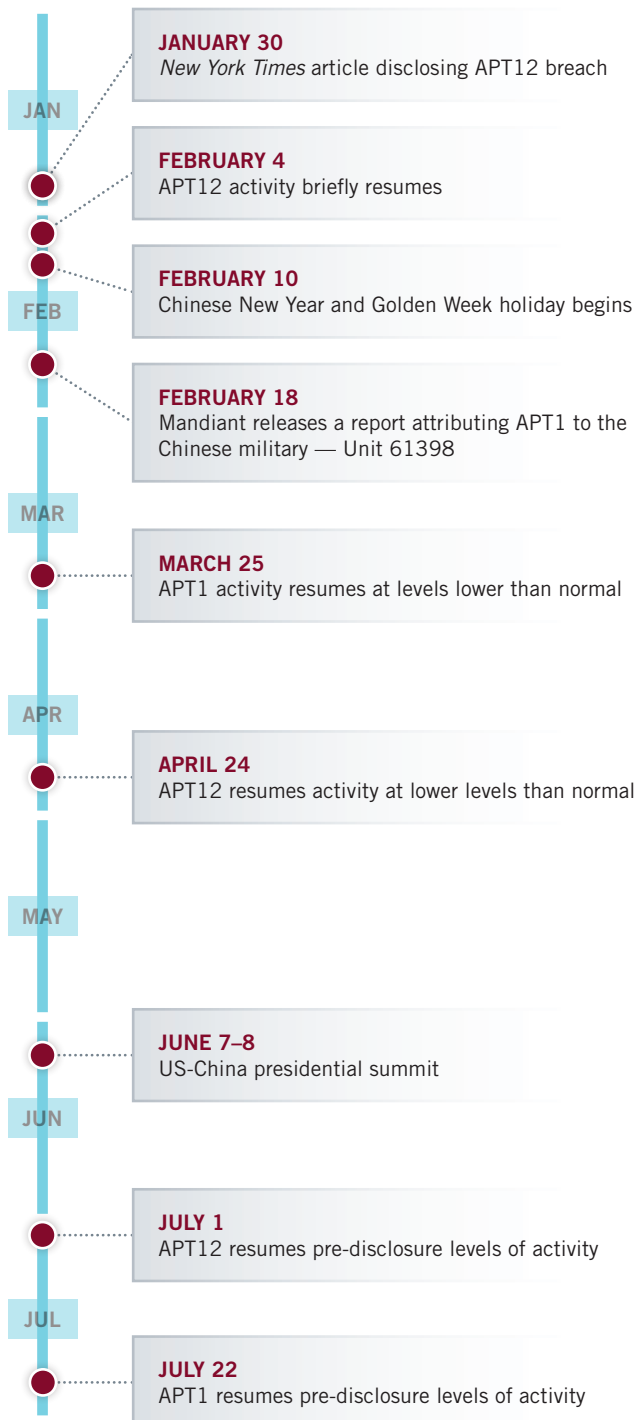 JANUARY 30
New York Times article disclosing APT12 breach
JAN
FEBRUARY 4
APT12 activity briefly resumes
FEBRUARY 10
Chinese New Year and Golden Week holiday begins
FEB
FEBRUARY 18
Mandiant releases a report attributing APT1 to the
Chinese military — Unit 61398
MAR
MARCH 25
APT1 activity resumes at levels lower than normal
APR
APRIL 24
APT12 resumes activity at lower levels than normal
MAY
JUNE 7–8
US-China presidential summit
JUN
JULY 1
APT12 resumes pre-disclosure levels of activity
JUL
JULY 22
APT1 resumes pre-disclosure levels of activity